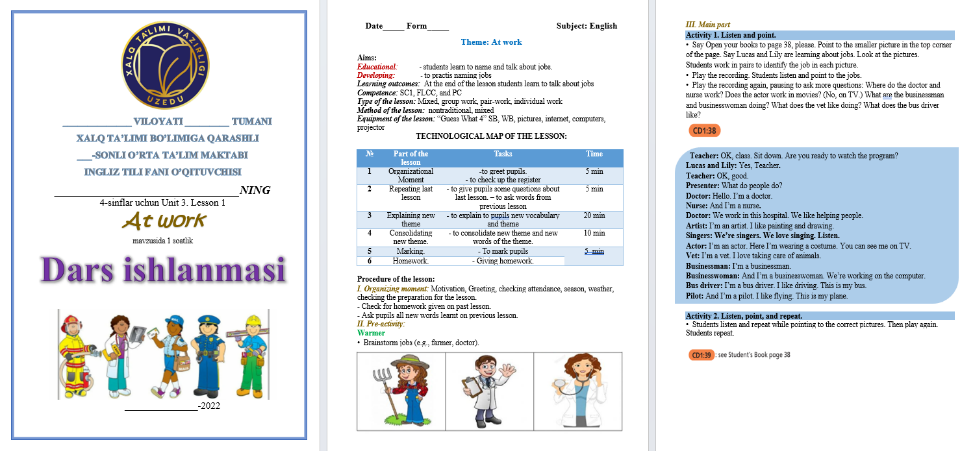 XALQ TA'LIMI VAZIRLIGI
UZEDU
____________ VILOYATI ________ TUMANI
XALQ TA'LIMI BO'LIMIGA QARASHLI
___-SONLI O'RTA TA'LIM MAKTABI
INGLIZ TILI FANI O'QITUVCHISI
_____________________________NING
4-sinflar uchun Unit 3. Lesson 1
At work
mavzusida 1 soatlik
Dars ishlanmasi
_______________-2022
Date_____ Form_____ Subject: English
Theme: At work
Aims:
Educational: - students learn to name and talk about jobs.
Developing: - to practis naming jobs
Learning outcomes: At the end of the lesson students learn to talk about jobs
Competence: SC1, FLCC, and PC
Type of the lesson: Mixed, group work, pair-work, individual work
Method of the lesson: nontraditional, mixed
Equipment of the lesson: "Guess What 4" SB, WB, pictures, internet, computers,
projector
TECHNOLOGICAL MAP OF THE LESSON:
№ Part of the lesson Tasks Time
1 Organizational Moment -to greet pupils. - to check up the register 5 min
2 Repeating last lesson - to give pupils some questions about last lesson. – to ask words from previous lesson 5 min
3 Explaining new theme - to explain to pupils new vocabulary and theme 20 min
4 Consolidating new theme. - to consolidate new theme and new words of the theme. 10 min
5 Marking. - To mark pupils 5 min
6 Homework. - Giving homework.
Procedure of the lesson:
I. Organizing moment: Motivation, Greeting, checking attendance, season, weather,
checking the preparation for the lesson.
- Check for homework given on past lesson.
- Ask pupils all new words learnt on previous lesson.
II. Pre-activity:
Warmer
• Brainstorm jobs (e.g., farmer, doctor).
III. Main part
Activity 1. Listen and point.
• Say Open your books to page 38, please. Point to the smaller picture in the top corner
of the page. Say Lucas and Lily are learning about jobs. Look at the pictures.
Students work in pairs to identify the job in each picture.
• Play the recording. Students listen and point to the jobs.
• Play the recording again, pausing to ask more questions: Where do the doctor and
nurse work? Does the actor work in movies? (No, on TV.) What are the businessman
and businesswoman doing? What does the vet like doing? What does the bus driver
like?
CD1:38
Teacher: OK, class. Sit down. Are you ready to watch the program?
Lucas and Lily: Yes, Teacher.
Teacher: OK, good.
Presenter: What do people do?
Doctor: Hello. I'm a doctor.
Nurse: And I'm a nurse.
Doctor: We work in this hospital. We like helping people.
Artist: I'm an artist. I like painting and drawing.
Singers: We're singers. We love singing. Listen.
Actor: I'm an actor. Here I'm wearing a costume. You can see me on TV.
Vet: I'm a vet. I love taking care of animals.
Businessman: I'm a businessman.
Businesswoman: And I'm a businesswoman. We're working on the computer.
Bus driver: I'm a bus driver. I like driving. This is my bus.
Pilot: And I'm a pilot. I like flying. This is my plane.
Activity 2. Listen, point, and repeat.
• Students listen and repeat while pointing to the correct pictures. Then play again.
Students repeat.
CD1:39 : see Student's Book page 38